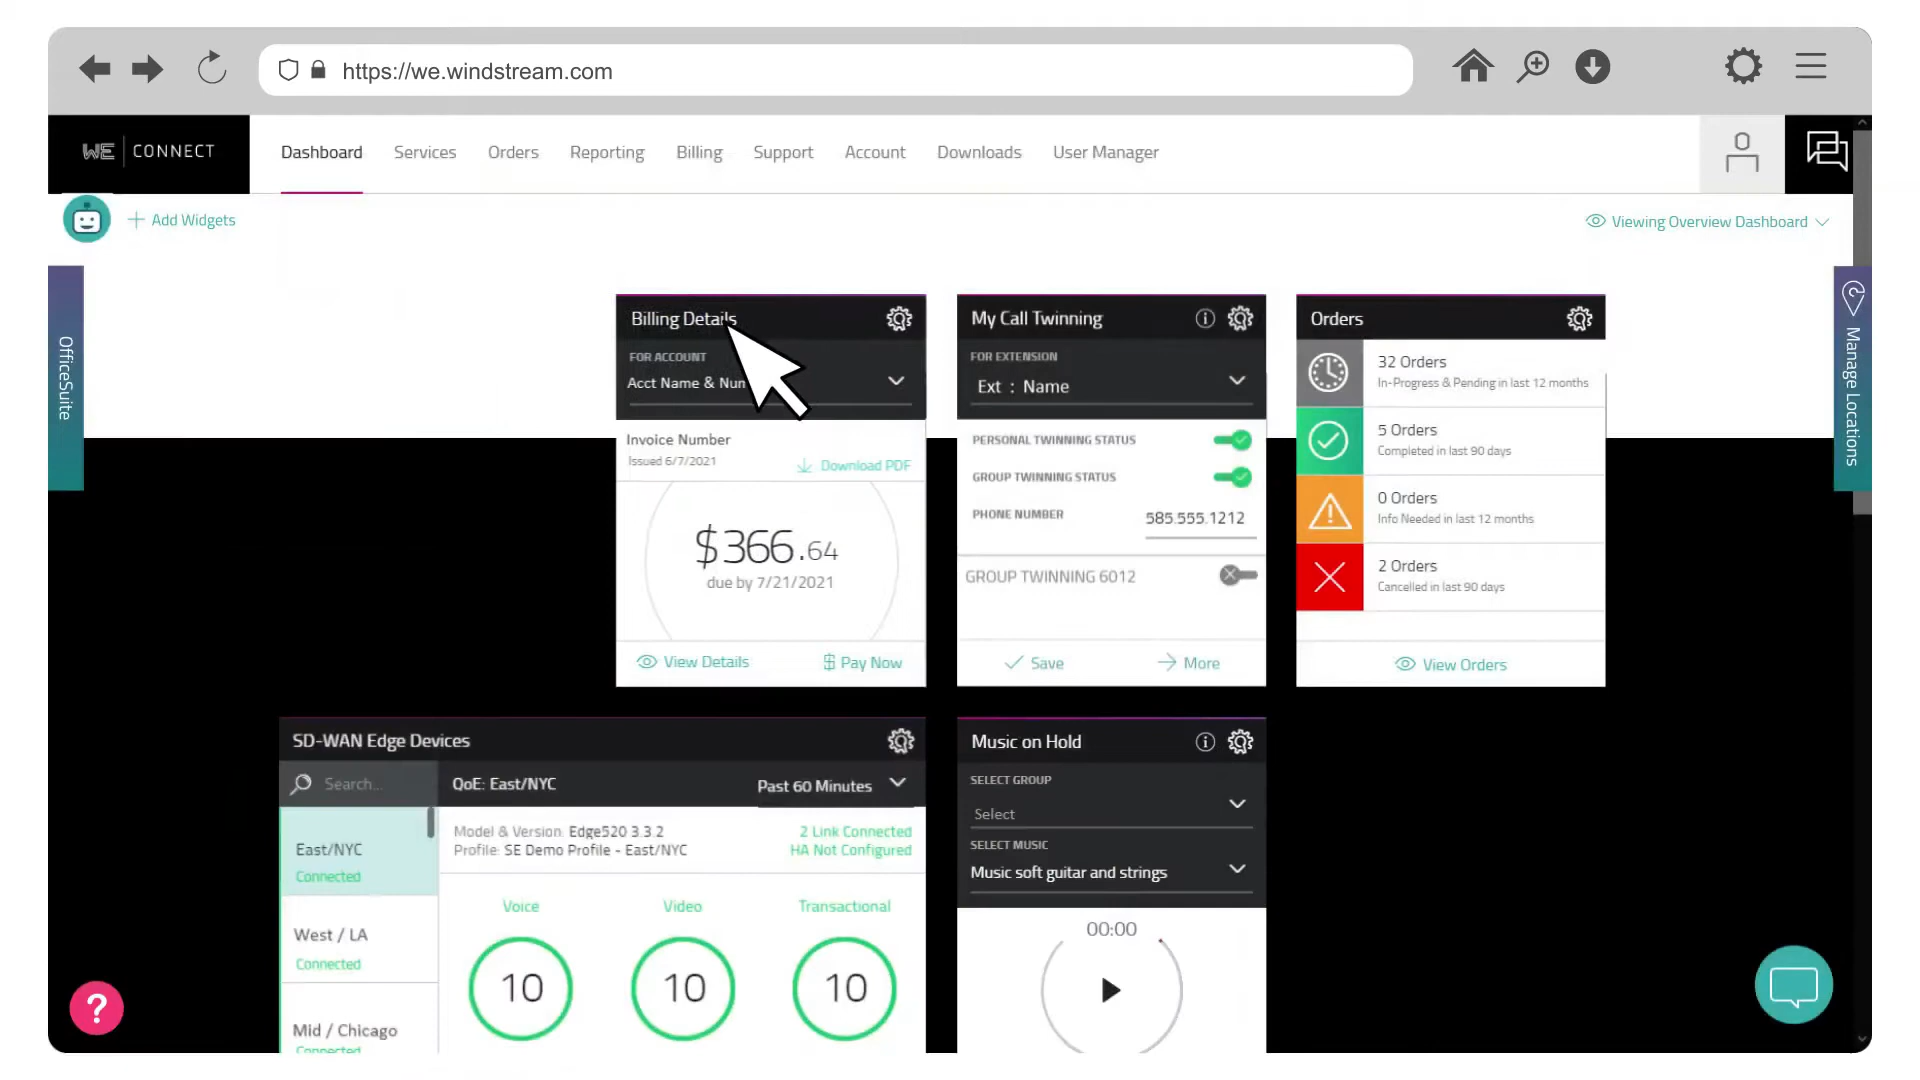 https://we.windstream.com
WE | CONNECT
Dashboard
Services
Orders
Reporting
Billing
Support
Account
Downloads
User Manager
Add Widgets
Viewing Overview Dashboard
OfficeSuite
Manage Locations
Billing Details
FOR ACCOUNT
Acct Name &
Invoice Number
Issued 6/7/2021
Download PDF
$366.64
due by 7/21/2021
View Details
Pay Now
My Call Twinning
FOR EXTENSION
Ext : Name
PERSONAL TWINNING STATUS
GROUP TWINNING STATUS
PHONE NUMBER
585.555.1212
GROUP TWINNING 6012
Save
More
Orders
32 Orders
In-Progress & Pending in last 12 months
5 Orders
Completed in last 90 days
0 Orders
Info Needed in last 12 months
2 Orders
Cancelled in last 90 days
View Orders
SD-WAN Edge Devices
Search...
QoE: East/NYC
Past 60 Minutes
East/NYC
Connected
West / LA
Connected
Mid / Chicago
Connected
Model & Version. Edge520 3.3.2
Profile: SE Demo Profile - East/NYC
2 Link Connected
HA Not Configured
Voice
Video
Transactional
10
10
10
Music on Hold
SELECT GROUP
Select
SELECT MUSIC
Music soft guitar and strings
00:00
?